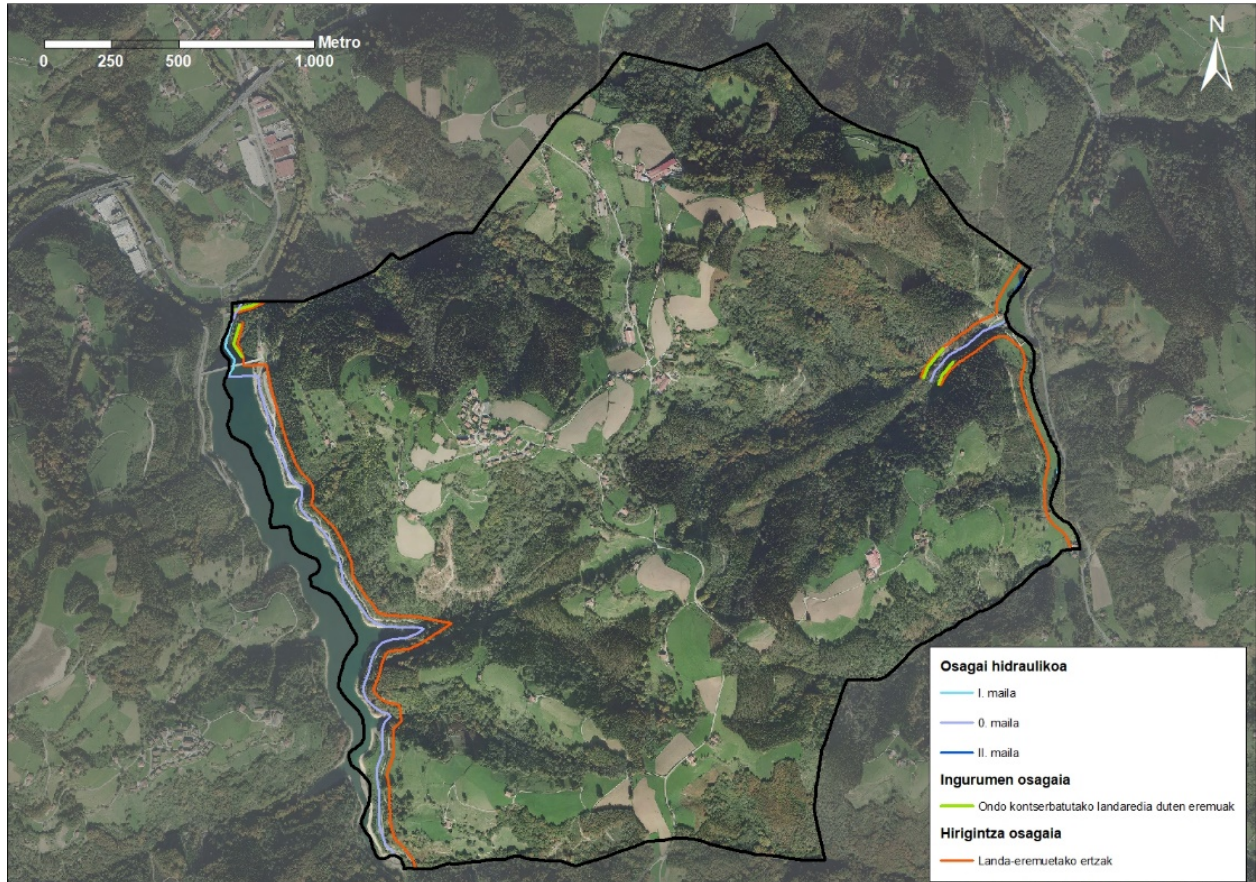 Metro
0 250 500 1.000
N
Osagai hidraulikoa
I. maila
0. maila
II. maila
Ingurumen osagaia
Ondo kontserbatutako landaredia duten eremuak
Hirigintza osagaia
Landa-eremuetako ertzak